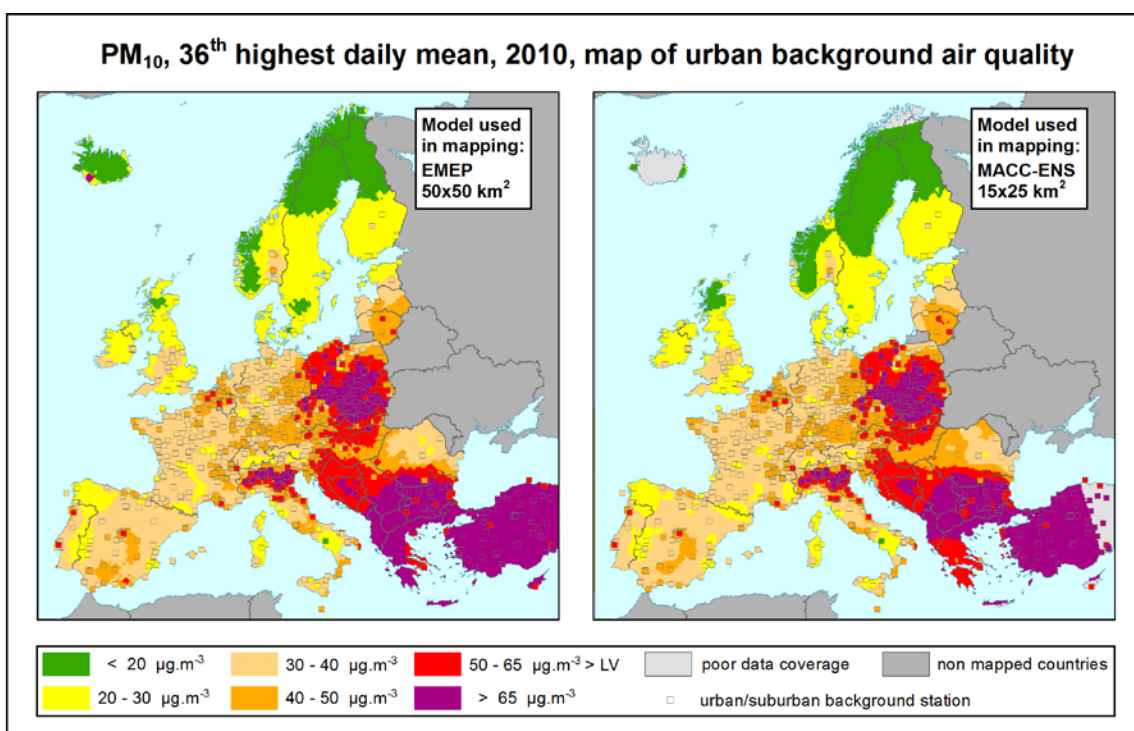 PM₁₀, 36ᵗʰ highest daily mean, 2010, map of urban background air quality
Model used
in mapping:
EMEP
50x50 km²
Model used
in mapping:
MACC-ENS
15x25 km²
< 20 µg.m⁻³
30 - 40 µg.m⁻³
50 - 65 µg.m⁻³ > LV
poor data coverage
non mapped countries
20 - 30 µg.m⁻³
40 - 50 µg.m⁻³
> 65 µg.m⁻³
urban/suburban background station